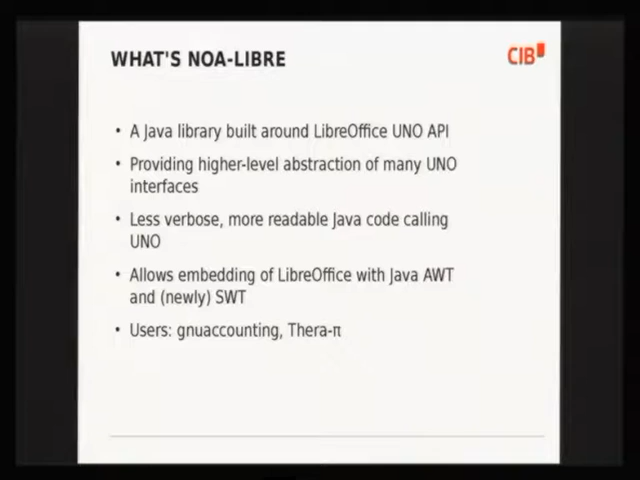 WHAT'S NOA-LIBRE
CIB
• A Java library built around LibreOffice UNO API
• Providing higher-level abstraction of many UNO
interfaces
• Less verbose, more readable Java code calling
UNO
• Allows embedding of LibreOffice with Java AWT
and (newly) SWT
• Users: gnuaccounting, Thera-π